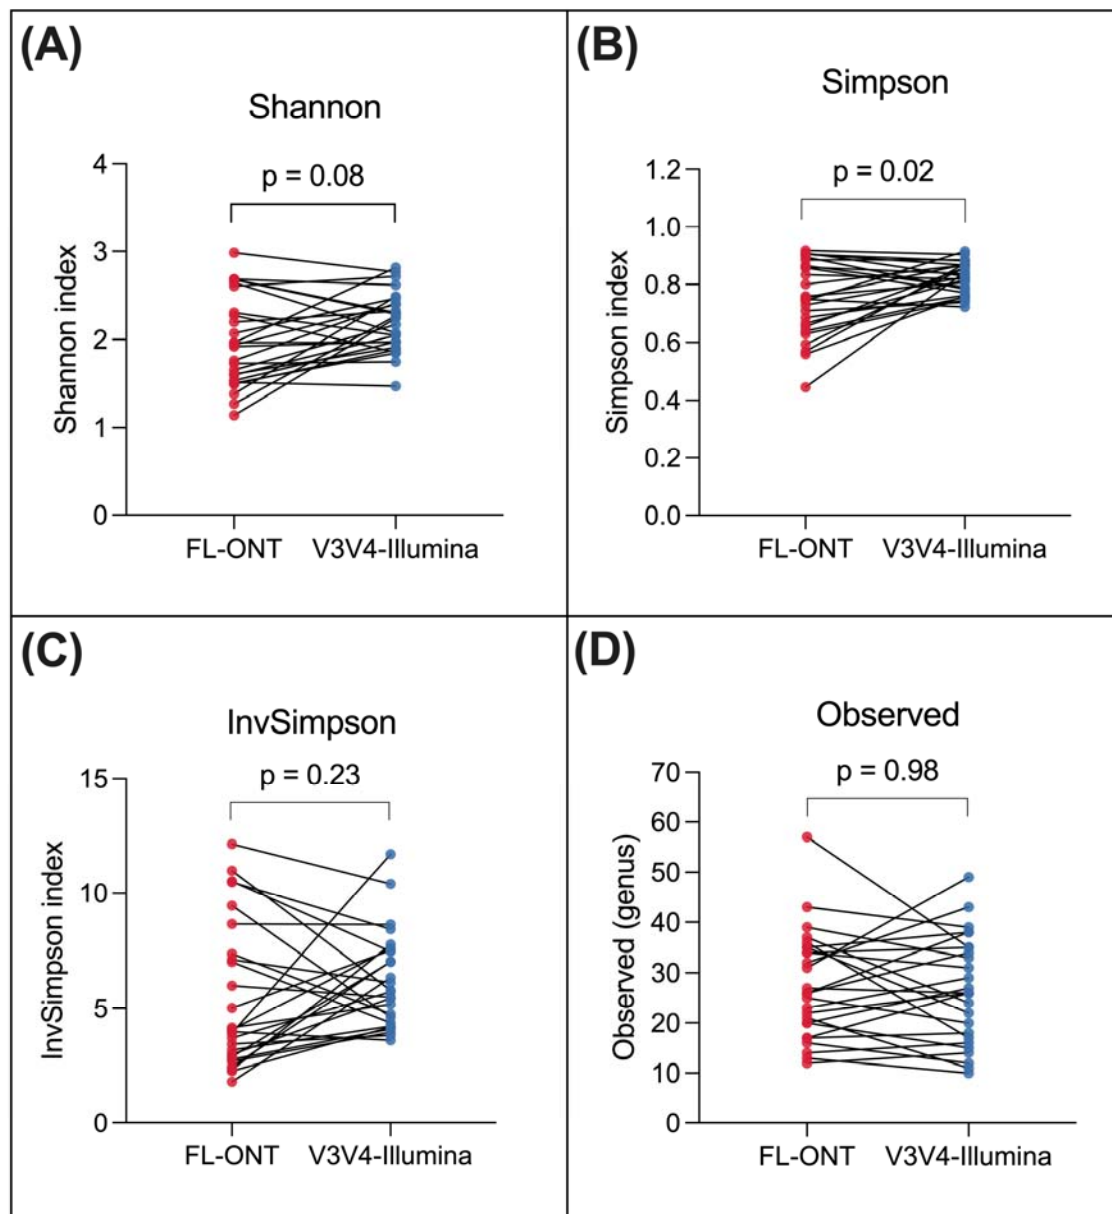 (A)
Shannon
p = 0.08
Shannon index
4
3
2
1
0
FL-ONT V3V4-Illumina
(B)
Simpson
p = 0.02
Simpson index
1.2
1.0
0.8
0.6
0.4
0.2
0.0
FL-ONT V3V4-Illumina
(C)
InvSimpson
p = 0.23
InvSimpson index
15
10
5
0
FL-ONT V3V4-Illumina
(D)
Observed
p = 0.98
Observed (genus)
70
60
50
40
30
20
10
0
FL-ONT V3V4-Illumina